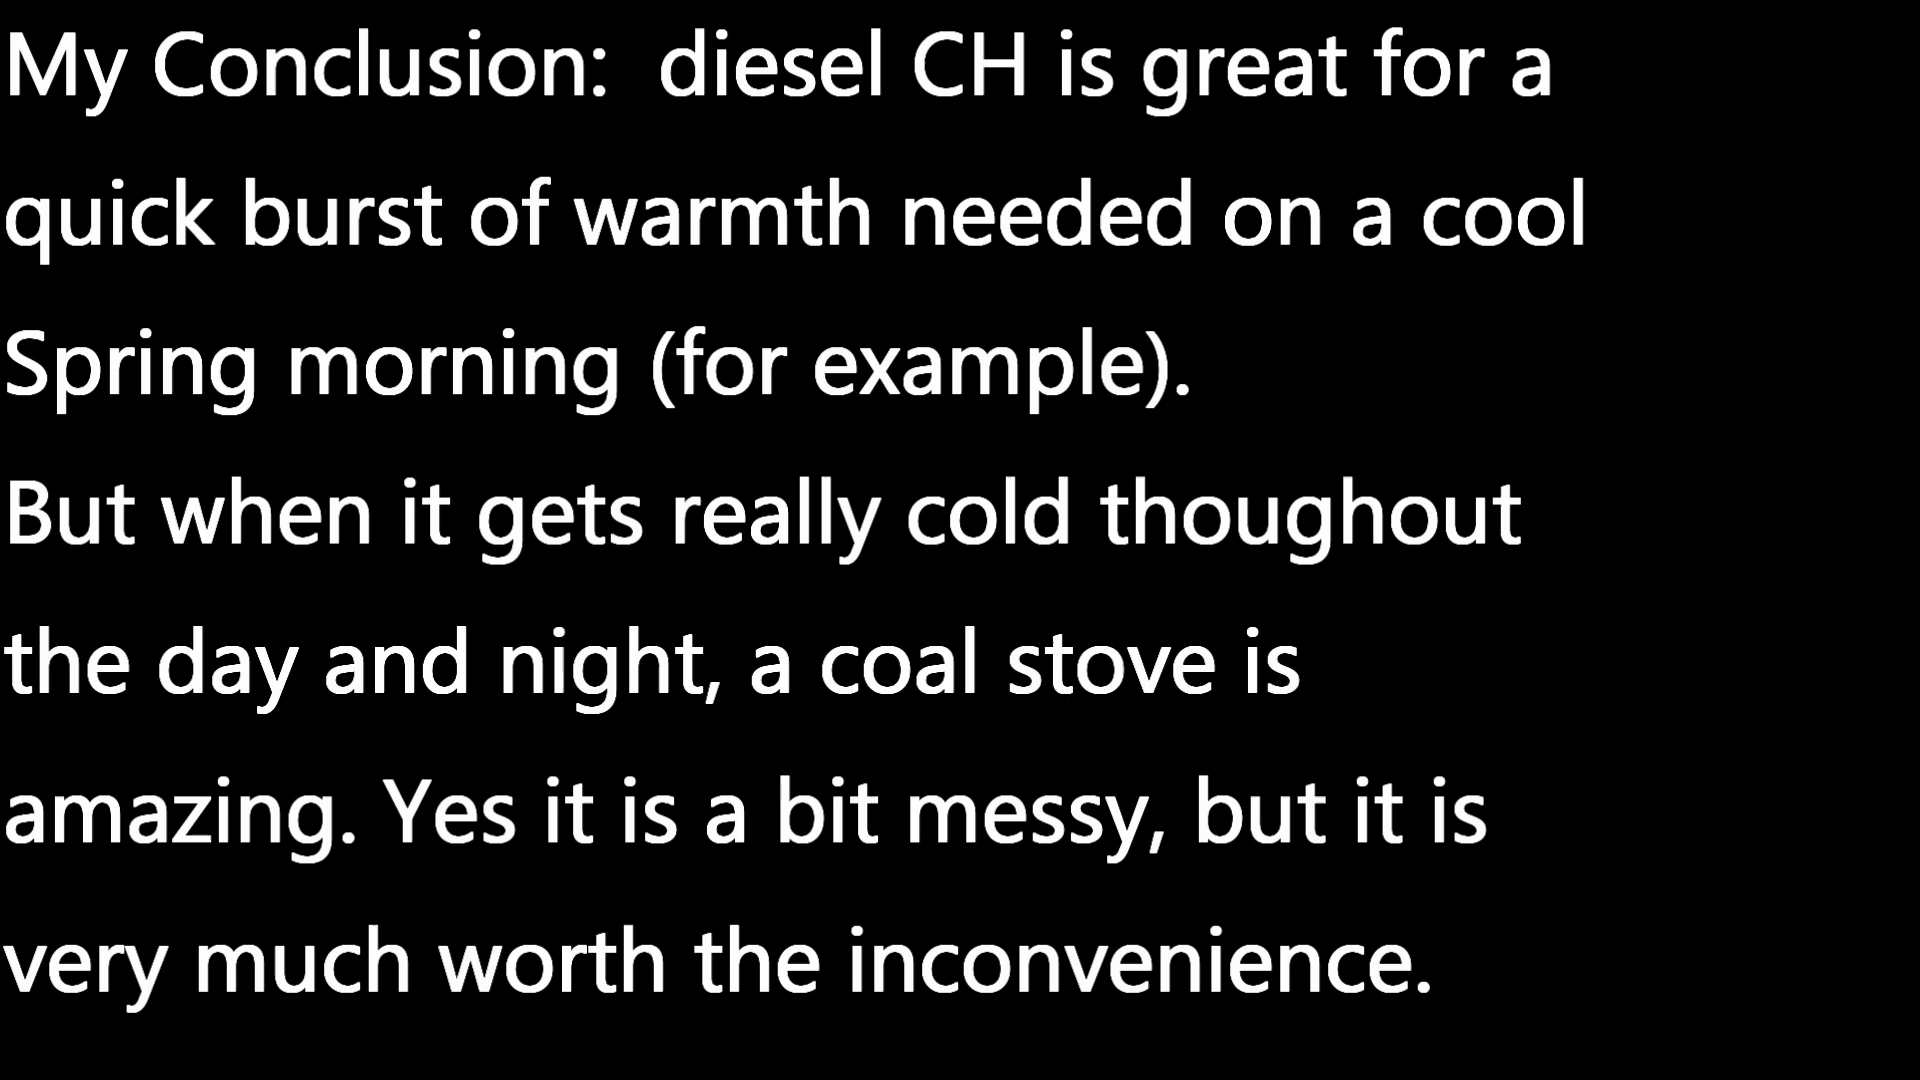 My Conclusion:  diesel CH is great for a
quick burst of warmth needed on a cool
Spring morning (for example).
But when it gets really cold thoughout
the day and night, a coal stove is
amazing. Yes it is a bit messy, but it is
very much worth the inconvenience.